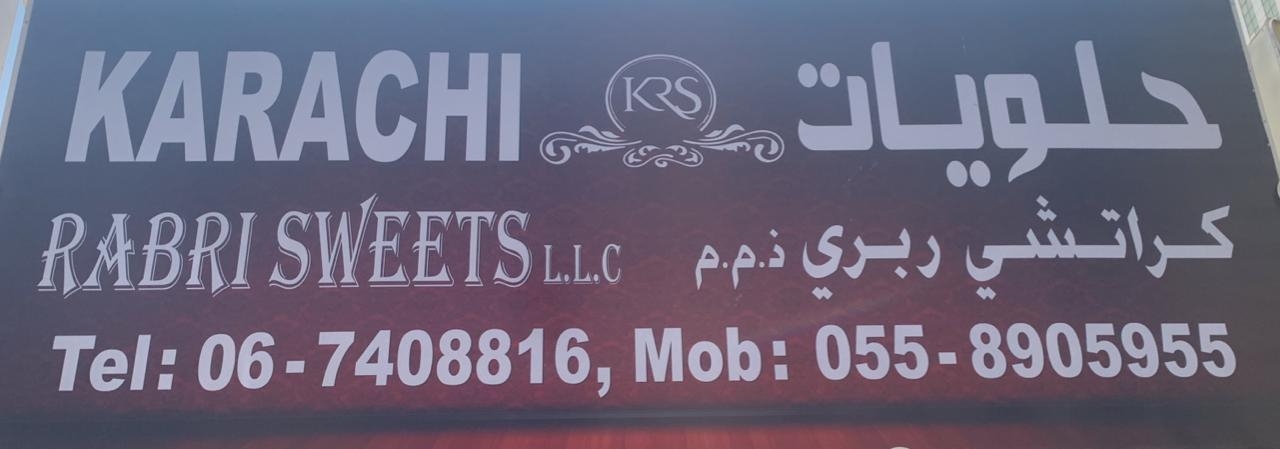 KARACHI KRS حلويات
RABRI SWEETS L.L.C كراتشي ربري ذ.م.م
Tel: 06-7408816, Mob: 055-8905955